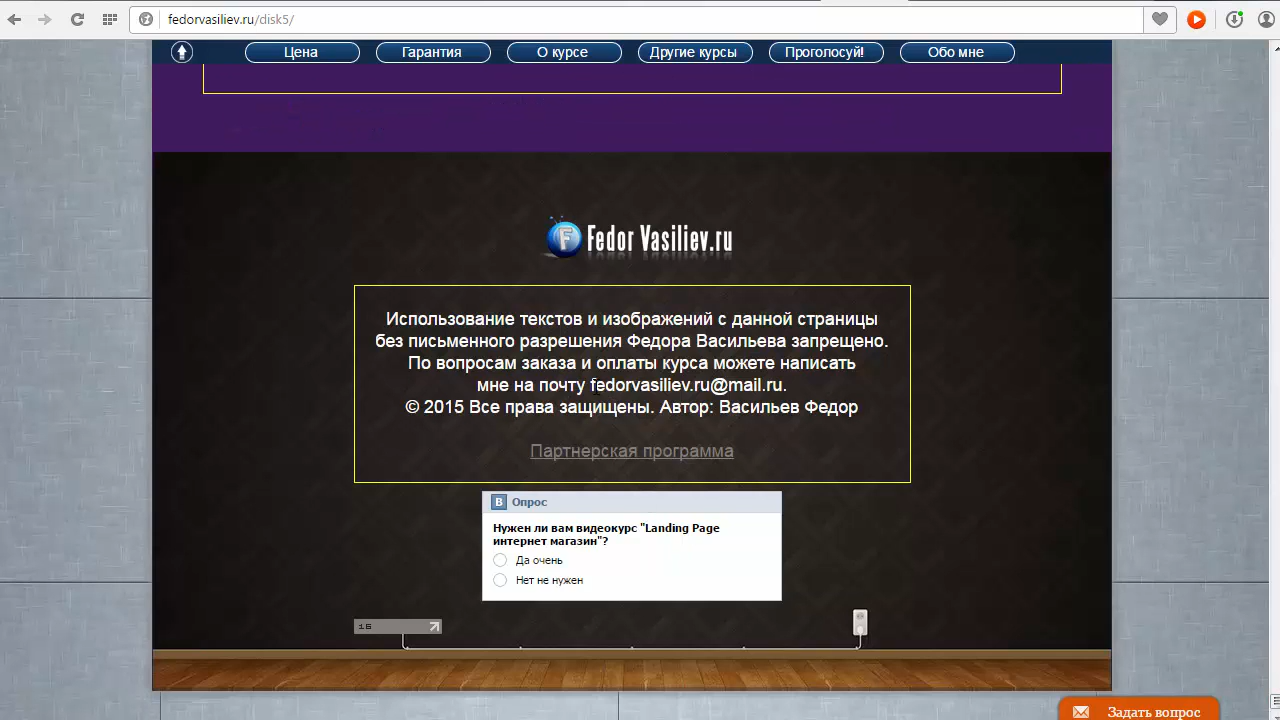 fedorvasiliev.ru/disk5/
Цена Гарантия О курсе Другие курсы Проголосуй! Обо мне
Fedor Vasiliev.ru
Использование текстов и изображений с данной страницы
без письменного разрешения Федора Васильева запрещено.
По вопросам заказа и оплаты курса можете написать
мне на почту fedorvasiliev.ru@mail.ru.
© 2015 Все права защищены. Автор: Васильев Федор
Партнерская программа
B Опрос
Нужен ли вам видеокурс "Landing Page
интернет магазин"?
Да очень
Нет не нужен
16
Задать вопрос